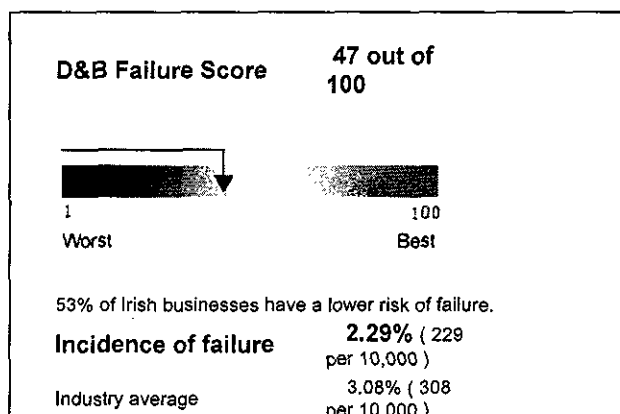 D&B Failure Score 47 out of
100
1 100
Worst Best
53% of Irish businesses have a lower risk of failure.
Incidence of failure 2.29% ( 229
per 10,000 )
Industry average 3.08% ( 308
per 10,000 )